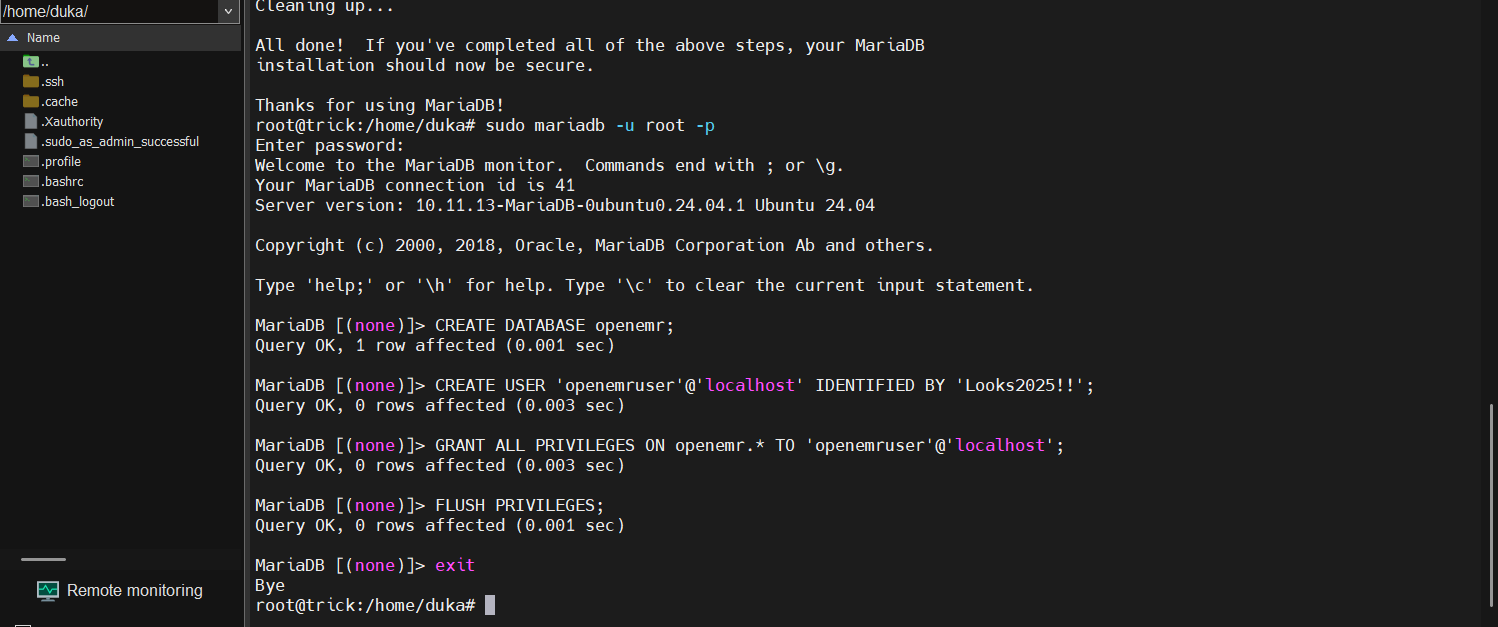 /home/duka/
Name
..
.ssh
.cache
.Xauthority
.sudo_as_admin_successful
.profile
.bashrc
.bash_logout
Remote monitoring
Cleaning up...
All done!  If you've completed all of the above steps, your MariaDB
installation should now be secure.
Thanks for using MariaDB!
root@trick:/home/duka# sudo mariadb -u root -p
Enter password:
Welcome to the MariaDB monitor.  Commands end with ; or \g.
Your MariaDB connection id is 41
Server version: 10.11.13-MariaDB-0ubuntu0.24.04.1 Ubuntu 24.04
Copyright (c) 2000, 2018, Oracle, MariaDB Corporation Ab and others.
Type 'help;' or '\h' for help. Type '\c' to clear the current input statement.
MariaDB [(none)]> CREATE DATABASE openemr;
Query OK, 1 row affected (0.001 sec)
MariaDB [(none)]> CREATE USER 'openemruser'@'localhost' IDENTIFIED BY 'Looks2025!!';
Query OK, 0 rows affected (0.003 sec)
MariaDB [(none)]> GRANT ALL PRIVILEGES ON openemr.* TO 'openemruser'@'localhost';
Query OK, 0 rows affected (0.003 sec)
MariaDB [(none)]> FLUSH PRIVILEGES;
Query OK, 0 rows affected (0.001 sec)
MariaDB [(none)]> exit
Bye
root@trick:/home/duka#